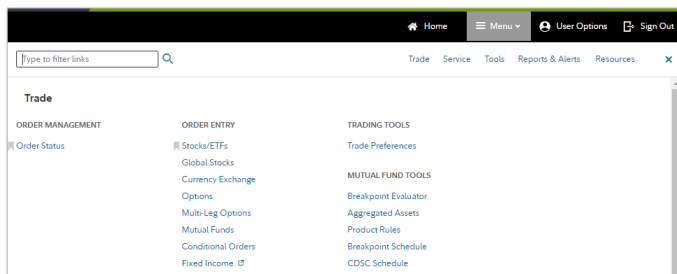 Home Menu User Options Sign Out
Type to filter links Trade Service Tools Reports & Alerts Resources
Trade
ORDER MANAGEMENT
Order Status
ORDER ENTRY
Stocks/ETFs
Global Stocks
Currency Exchange
Options
Multi-Leg Options
Mutual Funds
Conditional Orders
Fixed Income
TRADING TOOLS
Trade Preferences
MUTUAL FUND TOOLS
Breakpoint Evaluator
Aggregated Assets
Product Rules
Breakpoint Schedule
CDSC Schedule